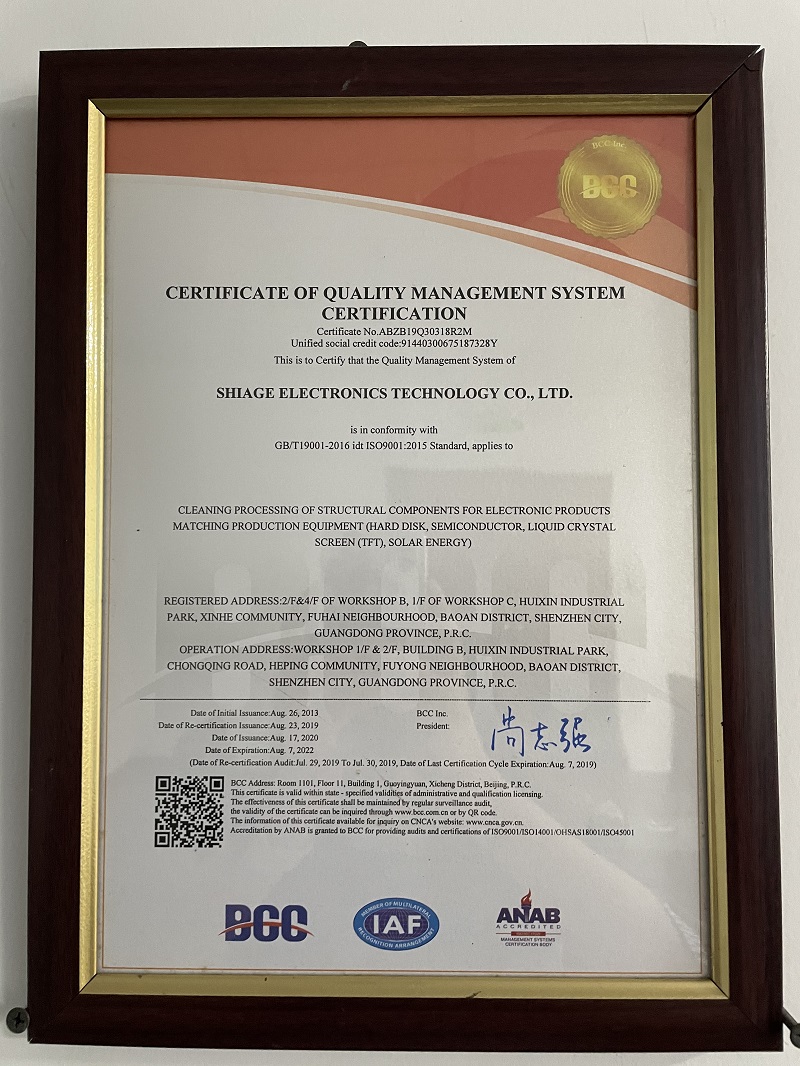 BCC Inc.
BCC
CERTIFICATE OF QUALITY MANAGEMENT SYSTEM
CERTIFICATION
Certificate No.ABZB19Q30318R2M
Unified social credit code:91440300675187328Y
This is to Certify that the Quality Management System of
SHIAGE ELECTRONICS TECHNOLOGY CO., LTD.
is in conformity with
GB/T19001-2016 idt ISO9001:2015 Standard, applies to
CLEANING PROCESSING OF STRUCTURAL COMPONENTS FOR ELECTRONIC PRODUCTS
MATCHING PRODUCTION EQUIPMENT (HARD DISK, SEMICONDUCTOR, LIQUID CRYSTAL
SCREEN (TFT), SOLAR ENERGY)
REGISTERED ADDRESS:2/F&4/F OF WORKSHOP B, 1/F OF WORKSHOP C, HUIXIN INDUSTRIAL
PARK, XINHE COMMUNITY, FUHAI NEIGHBOURHOOD, BAOAN DISTRICT, SHENZHEN CITY,
GUANGDONG PROVINCE, P.R.C.
OPERATION ADDRESS:WORKSHOP 1/F & 2/F, BUILDING B, HUIXIN INDUSTRIAL PARK,
CHONGQING ROAD, HEPING COMMUNITY, FUYONG NEIGHBOURHOOD, BAOAN DISTRICT,
SHENZHEN CITY, GUANGDONG PROVINCE, P.R.C.
Date of Initial Issuance:Aug. 26, 2013
Date of Re-certification Issuance:Aug. 23, 2019
Date of Issuance:Aug. 17, 2020
Date of Expiration:Aug. 7, 2022
BCC Inc.
President:
尚志强
(Date of Re-certification Audit:Jul. 29, 2019 To Jul. 30, 2019, Date of Last Certification Cycle Expiration:Aug. 7, 2019)
BCC Address: Room 1101, Floor 11, Building 1, Guoyingyuan, Xicheng District, Beijing, P.R.C.
This certificate is valid within state - specified validities of administrative and qualification licensing.
The effectiveness of this certificate shall be maintained by regular surveillance audit,
the validity of the certificate can be inquired through www.bcc.com.cn or by QR code.
The information of this certificate available for inquiry on CNCA's website: www.cnca.gov.cn.
Accreditation by ANAB is granted to BCC for providing audits and certifications of ISO9001/ISO14001/OHSAS18001/ISO45001
BCC
MEMBER OF MULTILATERAL
IAF
RECOGNITION ARRANGEMENT
ANAB
ACCREDITED
MANAGEMENT SYSTEMS
CERTIFICATION BODY